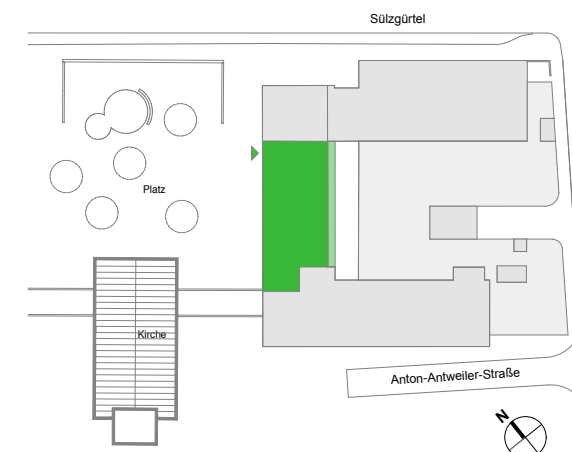 Sülzgürtel
Platz
Kirche
Anton-Antweiler-Straße
N